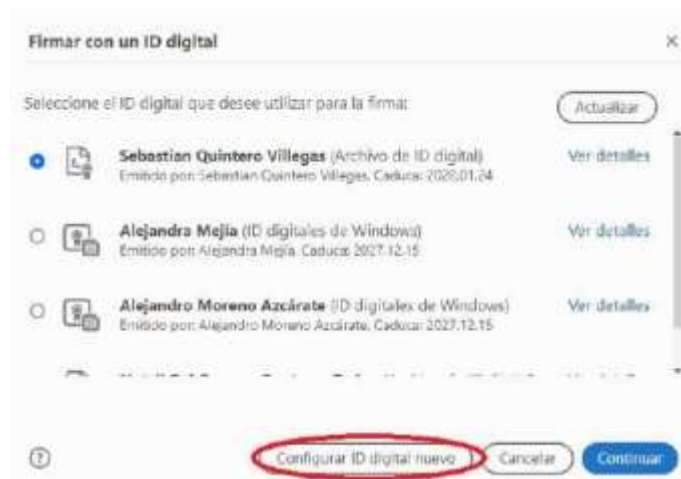 Firmar con un ID digital
Seleccione el ID digital que desee utilizar para la firma:
Actualizar
Sebastian Quintero Villegas (Archivo de ID digital)
Ver detalles
Emitido por: Sebastian Quintero Villegas, Caduca: 2028.01.24
Alejandra Mejía (ID digitales de Windows)
Ver detalles
Emitido por: Alejandra Mejía, Caduca: 2027.12.15
Alejandro Moreno Azcárate (ID digitales de Windows)
Ver detalles
Emitido por: Alejandro Moreno Azcárate, Caduca: 2027.12.15
Configurar ID digital nuevo
Cancelar
Continuar